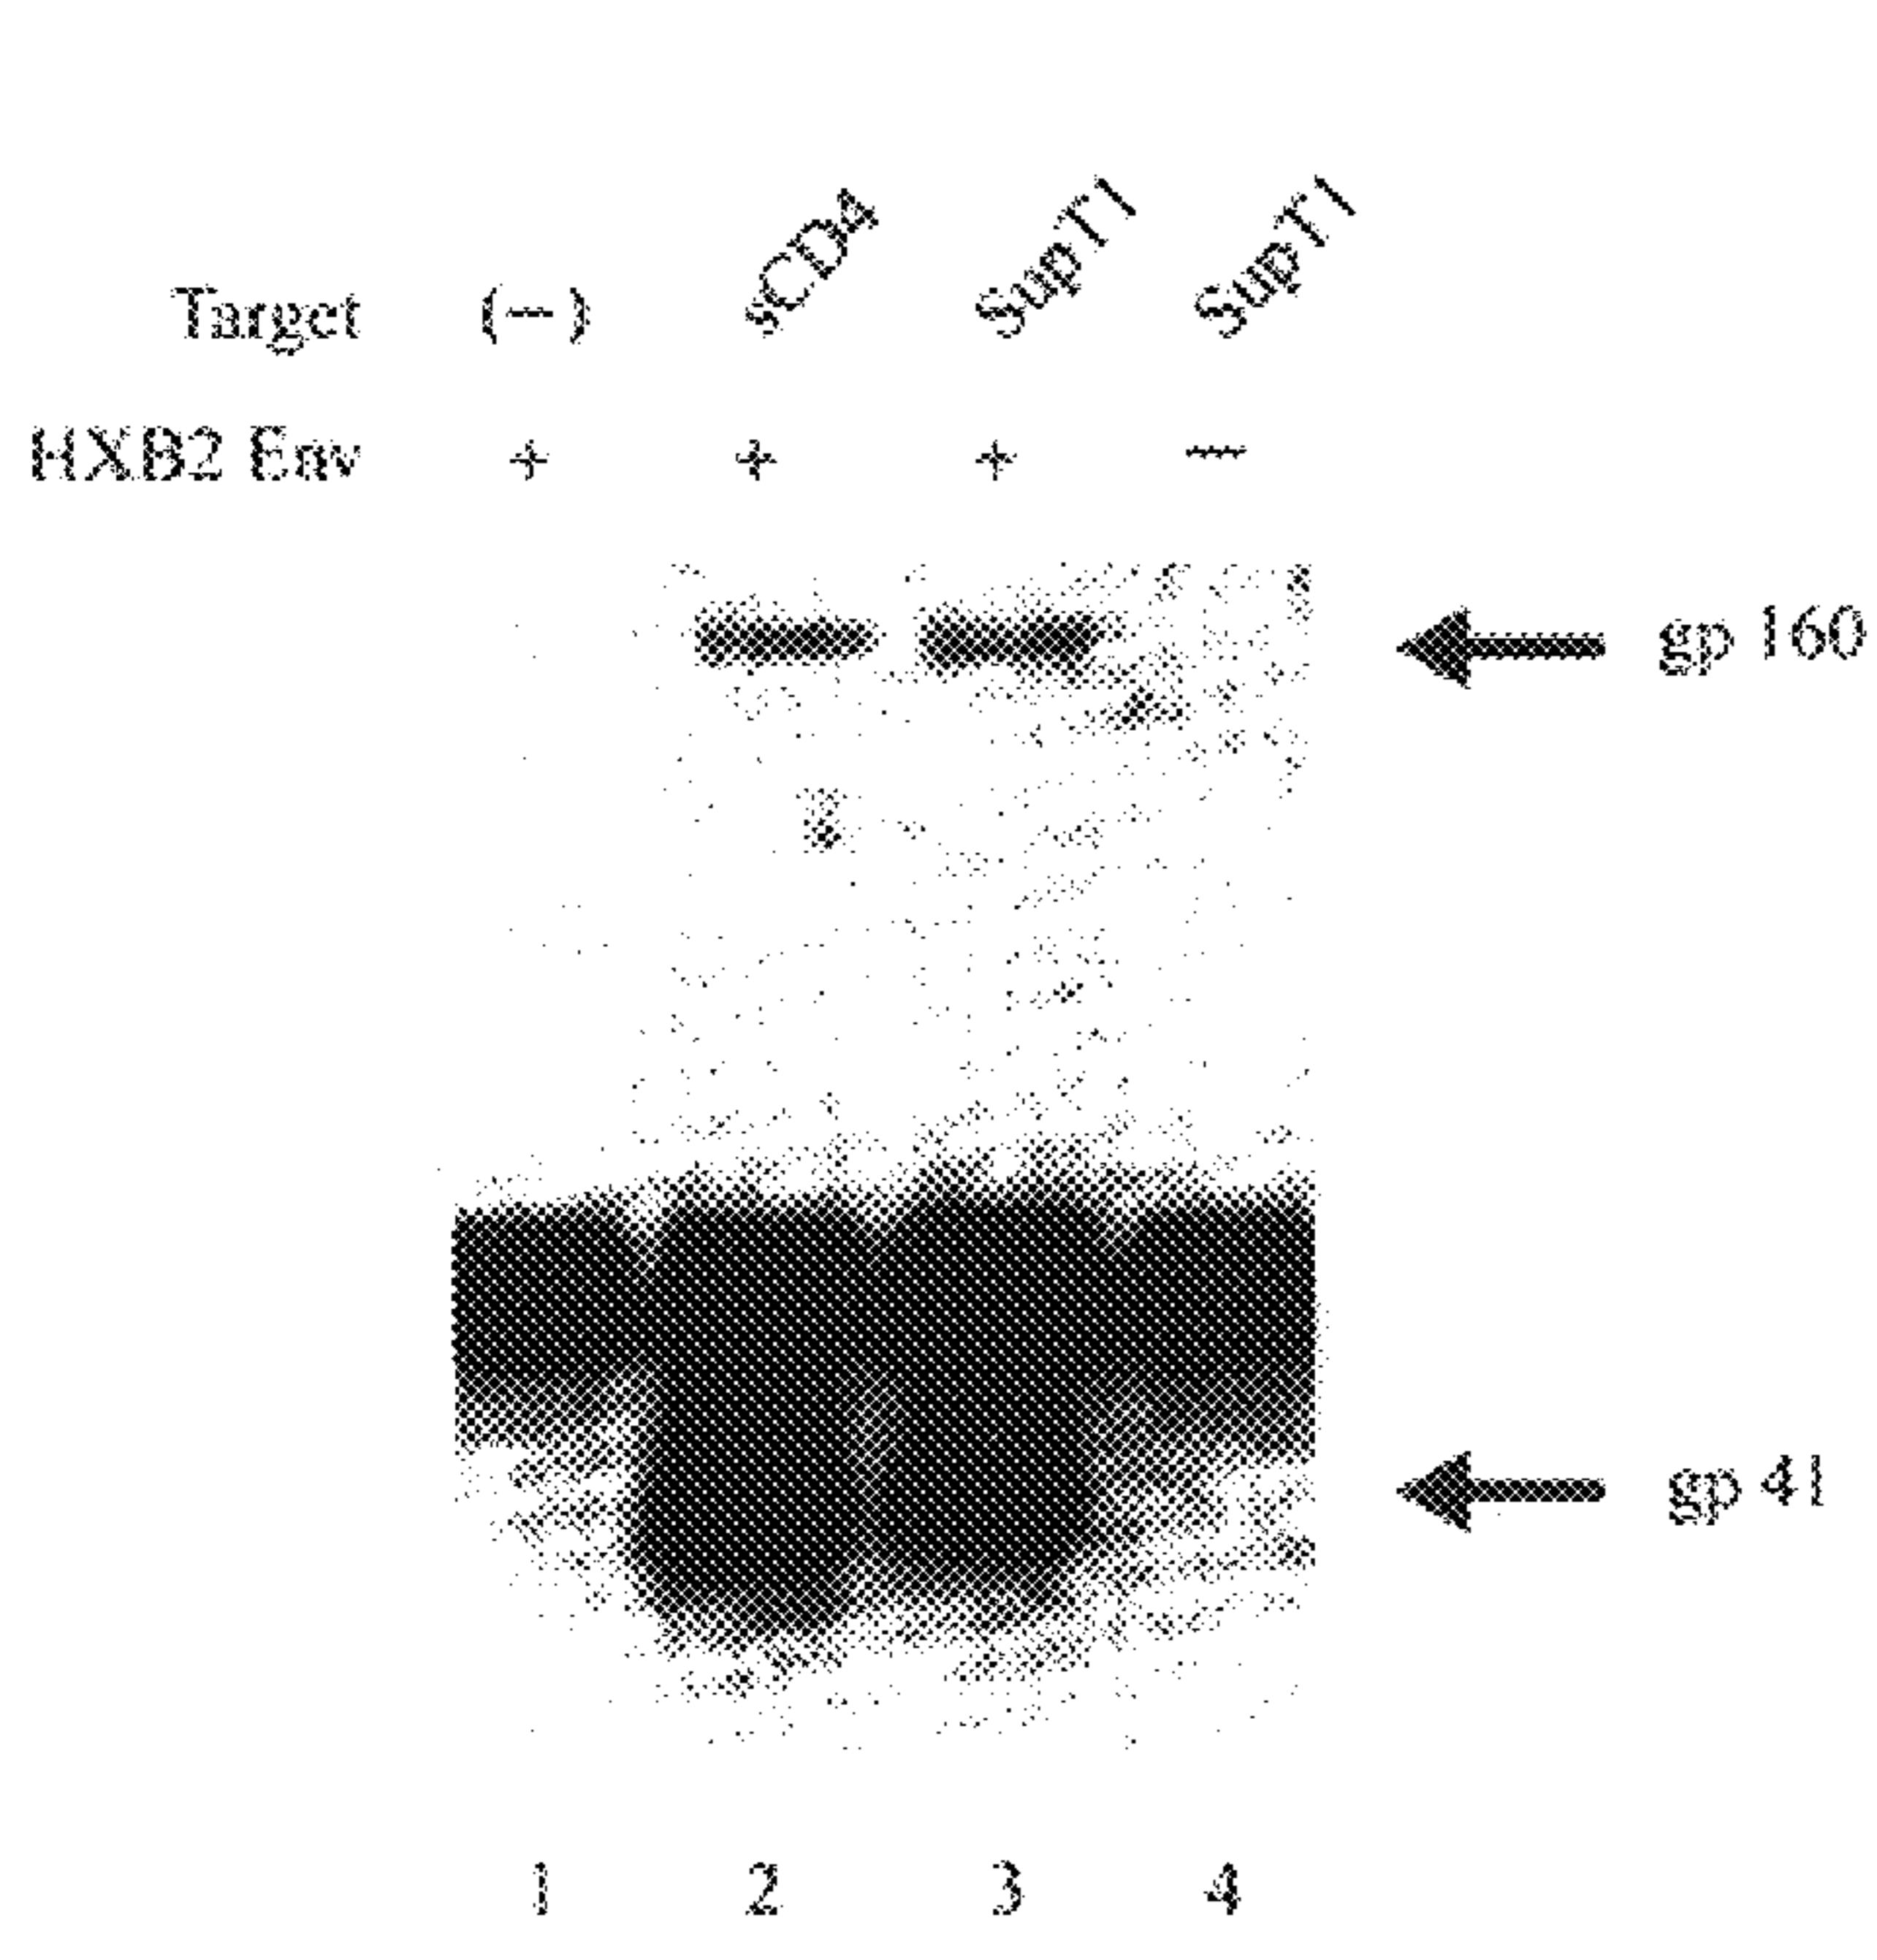 Target (−) sCD4 SupT1 SupT1
HXB2 Env + + + −
gp 160
gp 41
1 2 3 4